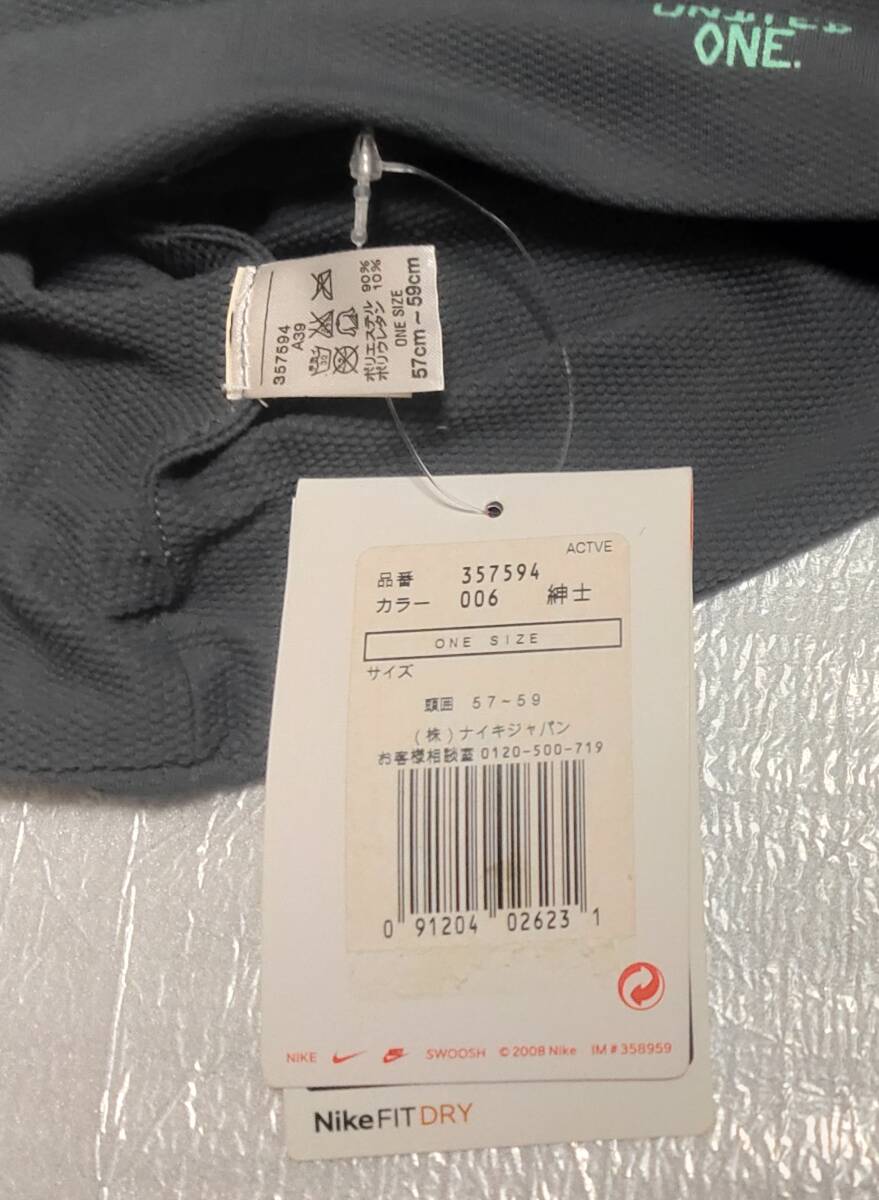 ONE.
357594
A39
ポリエステル 90%
ポリウレタン 10%
ONE SIZE
57cm～59cm
ACTVE
品番 357594
カラー 006 紳士
ONE SIZE
サイズ
頭囲 57~59
(株)ナイキジャパン
お客様相談室 0120-500-719
0 91204 02623 1
NIKE SWOOSH © 2008 Nike IM # 358959
NikeFITDRY